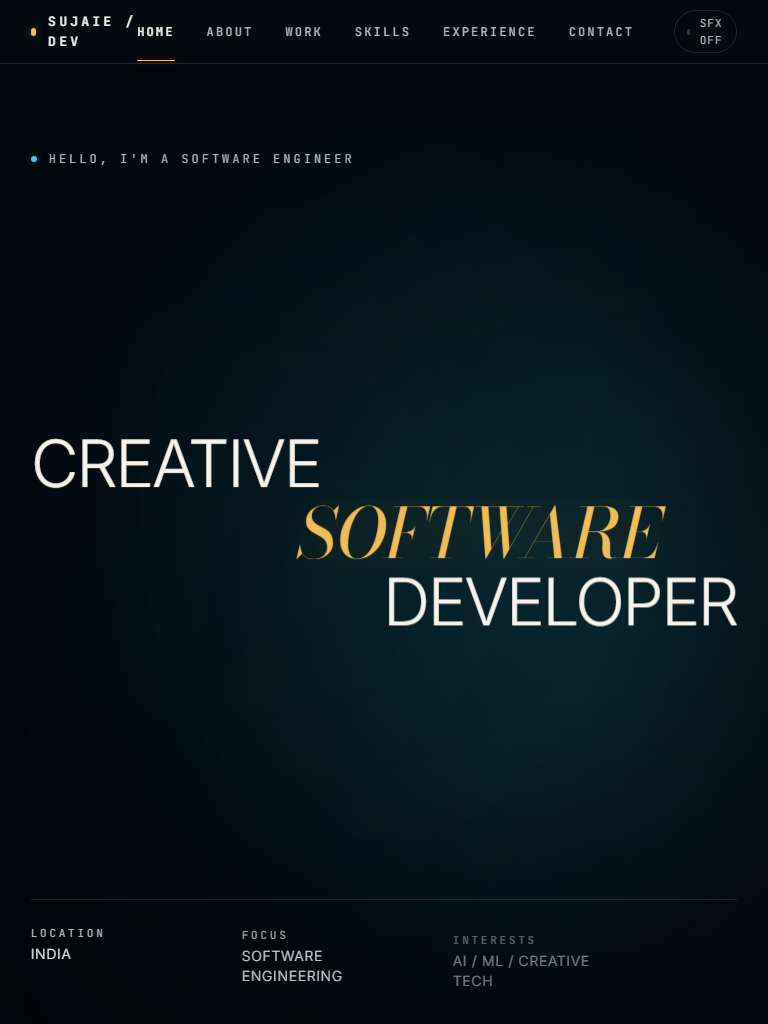 SUJAIE /
DEV
HOME ABOUT WORK SKILLS EXPERIENCE CONTACT
SFX
OFF
HELLO, I'M A SOFTWARE ENGINEER
CREATIVE
SOFTWARE
DEVELOPER
LOCATION
INDIA
FOCUS
SOFTWARE
ENGINEERING
INTERESTS
AI / ML / CREATIVE
TECH